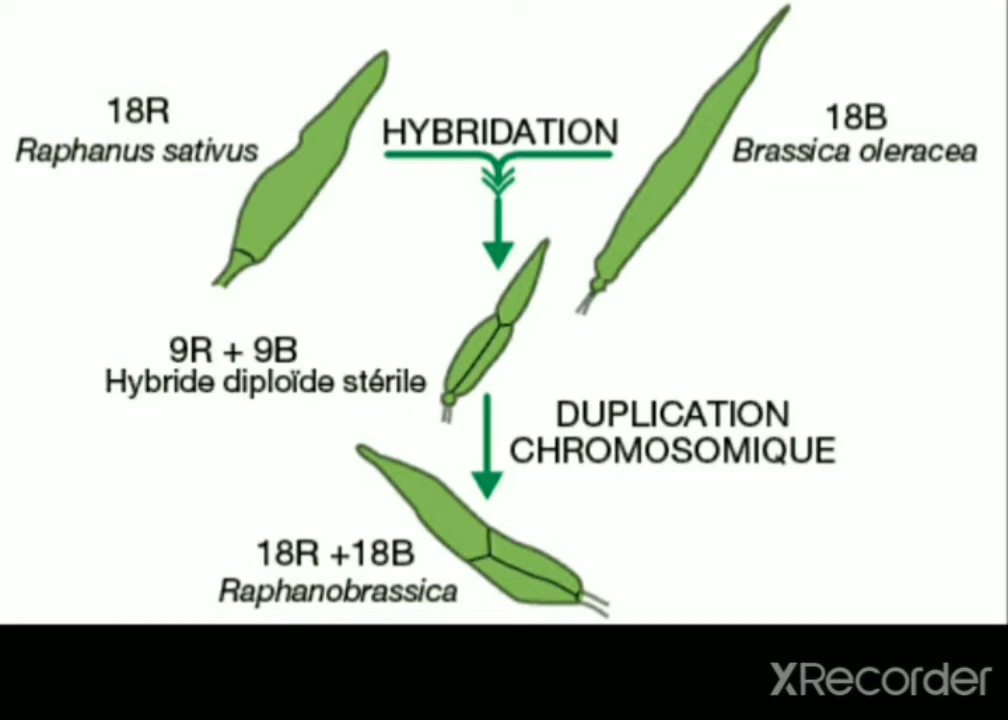 18R
Raphanus sativus
HYBRIDATION
18B
Brassica oleracea
9R + 9B
Hybride diploïde stérile
DUPLICATION
CHROMOSOMIQUE
18R +18B
Raphanobrassica
XRecorder